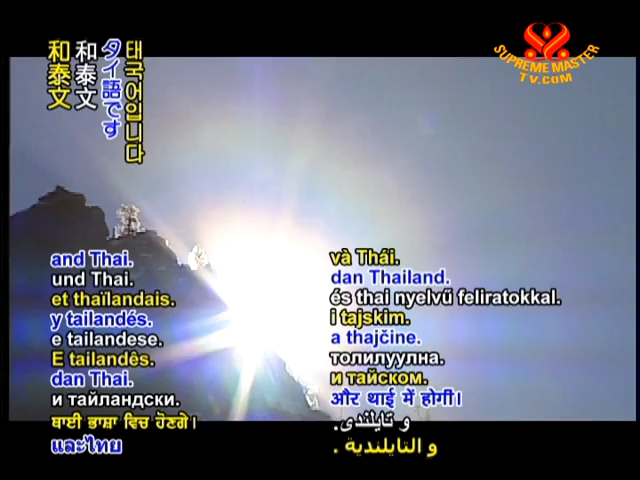 和泰文
和泰文
タイ語です
태국어입니다
SUPREME MASTER
TV.COM
and Thai.
und Thai.
et thaïlandais.
y tailandés.
e tailandese.
E tailandês.
dan Thai.
и тайландски.
ਥਾਈ ਭਾਸ਼ਾ ਵਿਚ ਹੋਣਗੇ।
และไทย
và Thái.
dan Thailand.
és thai nyelvű feliratokkal.
i tajskim.
a thajčine.
толилуулна.
и тайском.
और थाई में होगीं।
و تایلندی.
و التايلندية .